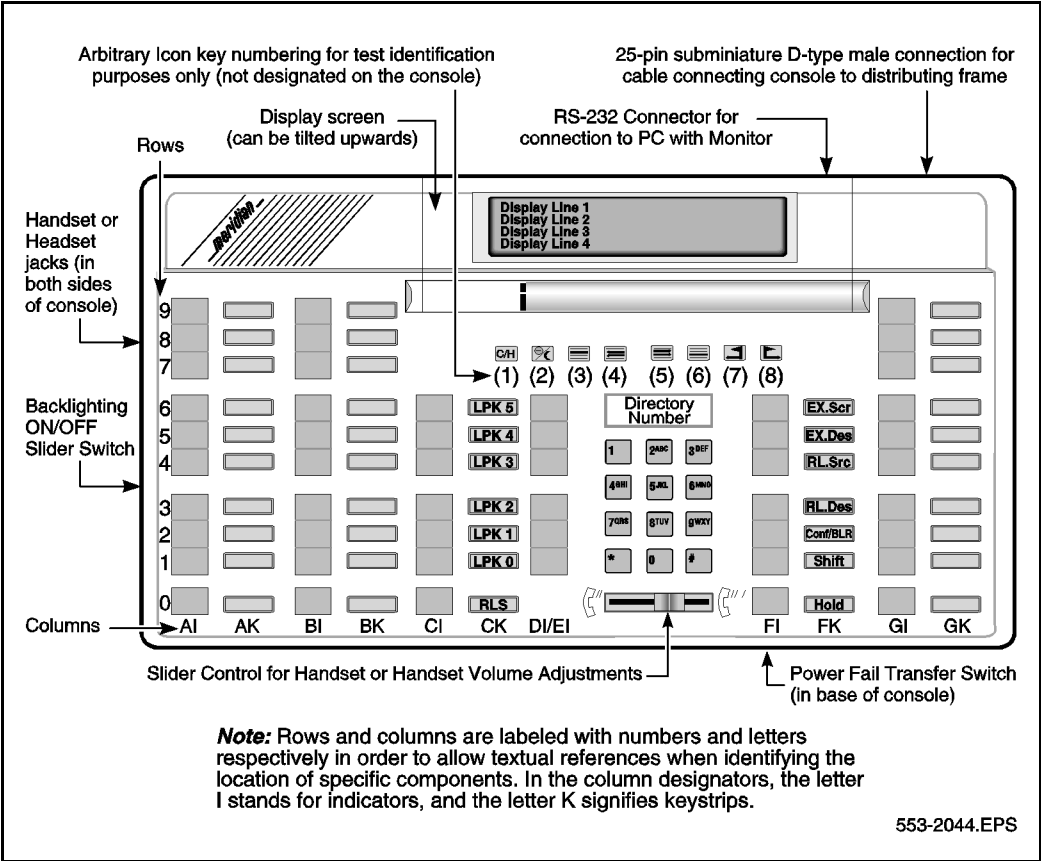 Arbitrary Icon key numbering for test identification
purposes only (not designated on the console)
25-pin subminiature D-type male connection for
cable connecting console to distributing frame
Display screen
(can be tilted upwards)
RS-232 Connector for
connection to PC with Monitor
Rows
Handset or
Headset
jacks (in
both sides
of console)
meridian
Display Line 1
Display Line 2
Display Line 3
Display Line 4
9
8
7
C/H
(1) (2) (3) (4) (5) (6) (7) (8)
Backlighting
ON/OFF
Slider Switch
6 LPK 5 EX.Scr
5 LPK 4 EX.Des
4 LPK 3 RL.Src
Directory
Number
1 2ABC 3DEF
4GHI 5JKL 6MNO
7QRS 8TUV 9WXY
* 0 #
3 LPK 2 RL.Des
2 LPK 1 Conf/BLR
1 LPK 0 Shift
0 RLS Hold
Columns
AI AK BI BK CI CK DI/EI FI FK GI GK
Slider Control for Handset or Handset Volume Adjustments
Power Fail Transfer Switch
(in base of console)
Note: Rows and columns are labeled with numbers and letters
respectively in order to allow textual references when identifying the
location of specific components. In the column designators, the letter
I stands for indicators, and the letter K signifies keystrips.
553-2044.EPS